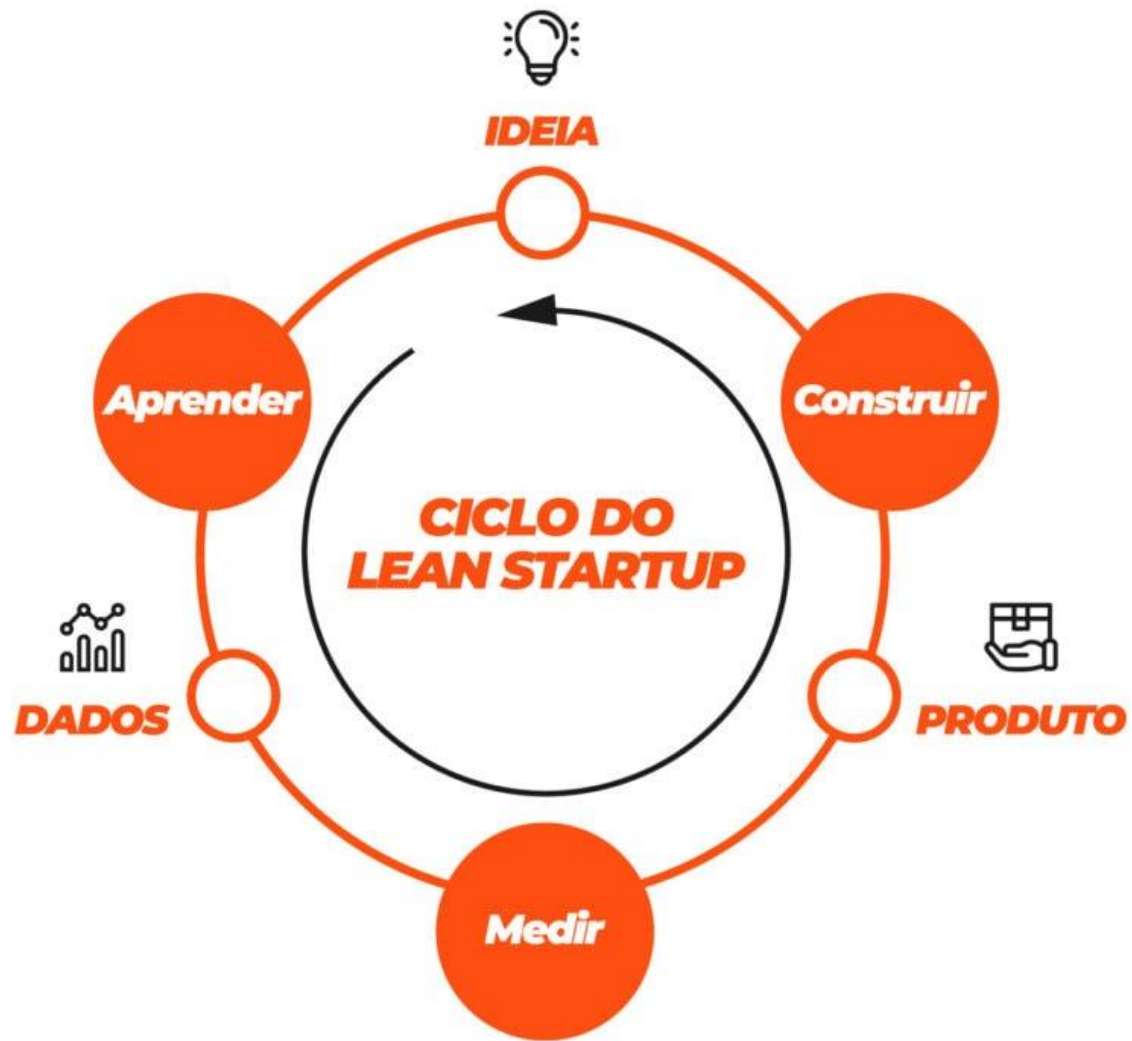 IDEIA
Aprender
Construir
CICLO DO
LEAN STARTUP
DADOS
PRODUTO
Medir